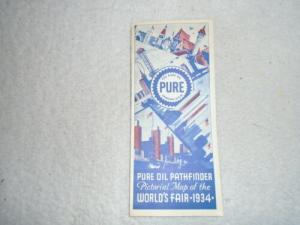 PURE
PURE OIL PATHFINDER
Pictorial Map of the
WORLD'S FAIR · 1934 ·